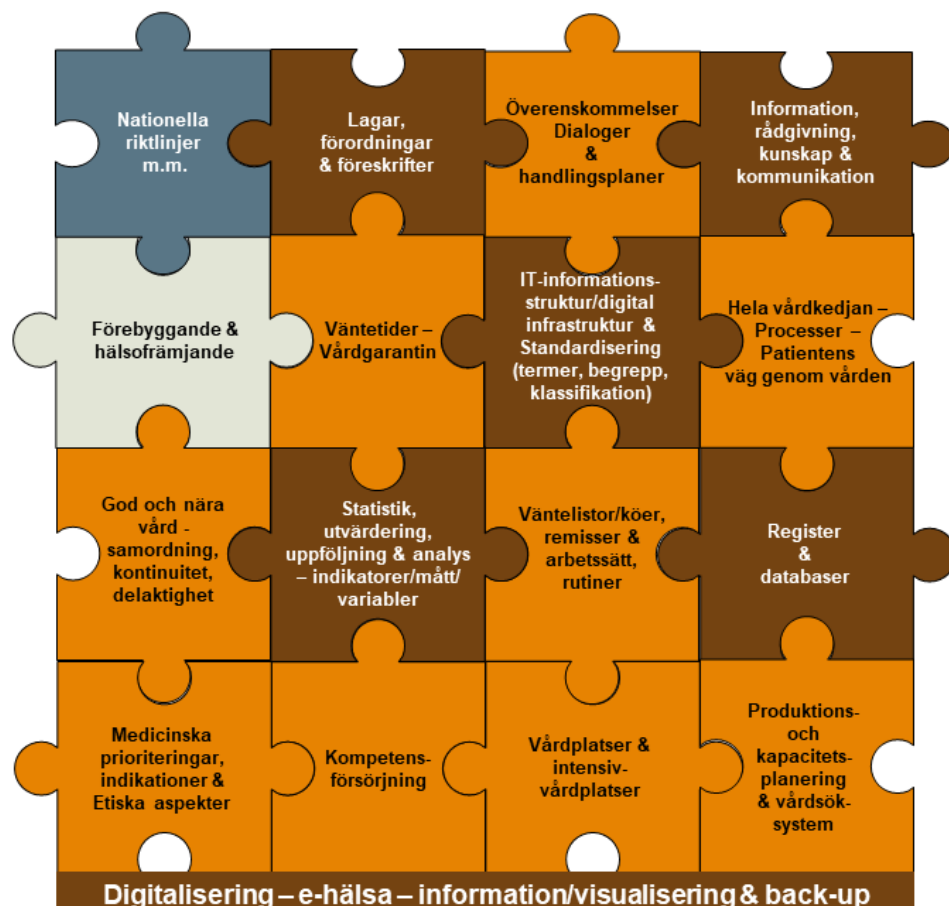 Nationella
riktlinjer
m.m.
Lagar,
förordningar
& föreskrifter
Överenskommelser
Dialoger
&
handlingsplaner
Information,
rådgivning,
kunskap &
kommunikation
Förebyggande &
hälsofrämjande
Väntetider –
Vårdgarantin
IT-informations-
struktur/digital
infrastruktur &
Standardisering
(termer, begrepp,
klassifikation)
Hela vårdkedjan –
Processer –
Patientens
väg genom vården
God och nära
vård -
samordning,
kontinuitet,
delaktighet
Statistik,
utvärdering,
uppföljning & analys
– indikatorer/mått/
variabler
Väntelistor/köer,
remisser &
arbetssätt,
rutiner
Register
&
databaser
Medicinska
prioriteringar,
indikationer &
Etiska aspekter
Kompetens-
försörjning
Vårdplatser &
intensiv-
vårdplatser
Produktions-
och
kapacitets-
planering
& vårdsök-
system
Digitalisering – e-hälsa – information/visualisering & back-up